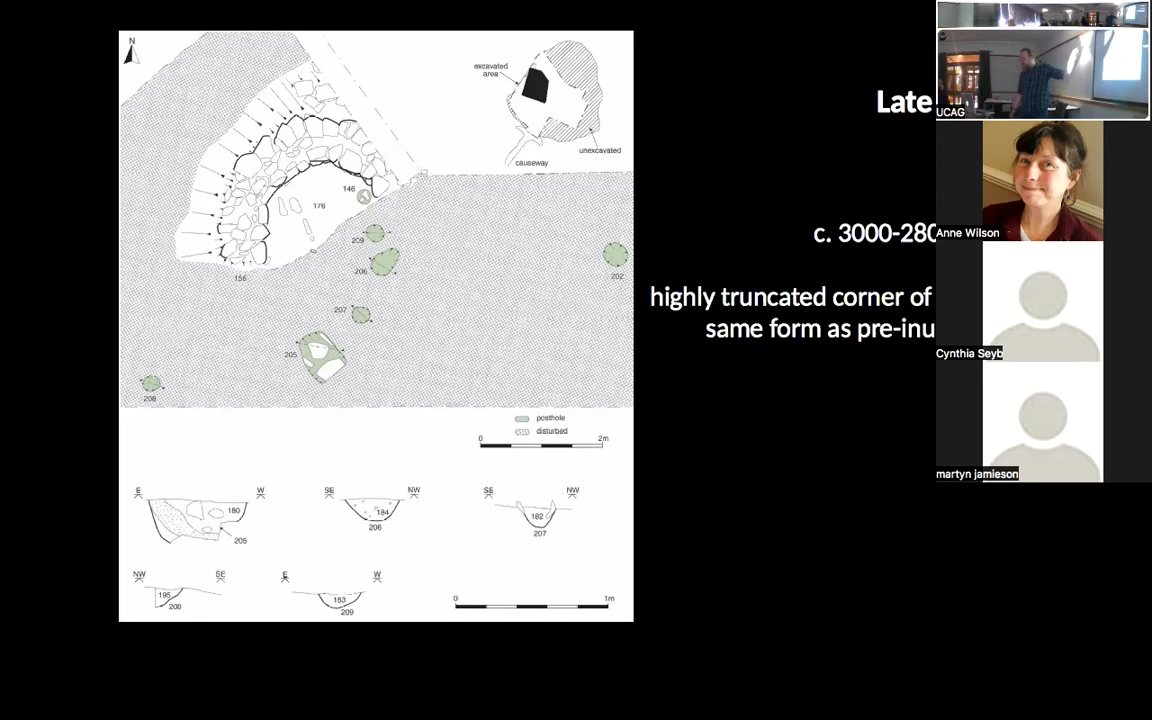 N
excavated
area
unexcavated
causeway
146
176
209
206
202
156
207
205
208
posthole
disturbed
0 2m
E W
SE NW
SE NW
180
205
184
206
182
207
NW SE
E W
195
208
183
209
0 1m
Late
c. 3000-280
highly truncated corner of
same form as pre-inu
UCAG
Anne Wilson
Cynthia Seyb
martyn jamieson